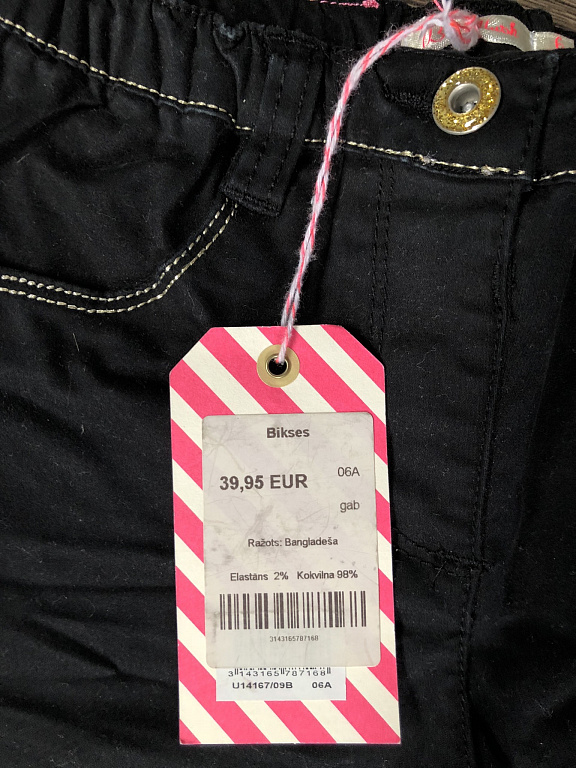 Bikses
39,95 EUR
06A
gab
Ražots: Bangladeša
Elastāns 2% Kokvilna 98%
3143165787168
3143165787168
U14167/09B 06A